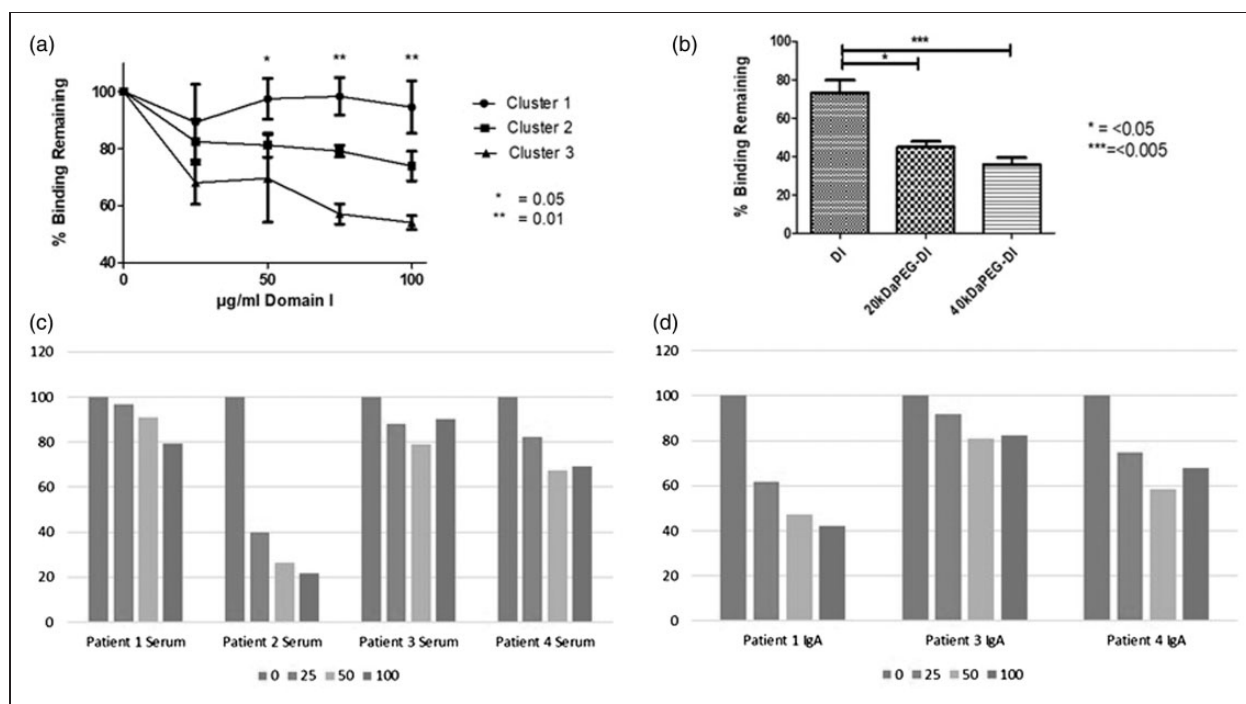 (a)
% Binding Remaining
100
80
60
40
0
50
100
µg/ml Domain I
*
**
**
Cluster 1
Cluster 2
Cluster 3
* = 0.05
** = 0.01
(b)
% Binding Remaining
100
80
60
40
20
0
***
*
DI
20kDaPEG-DI
40kDaPEG-DI
* = <0.05
***=<0.005
(c)
120
100
80
60
40
20
0
Patient 1 Serum
Patient 2 Serum
Patient 3 Serum
Patient 4 Serum
0 25 50 100
(d)
120
100
80
60
40
20
0
Patient 1 IgA
Patient 3 IgA
Patient 4 IgA
0 25 50 100